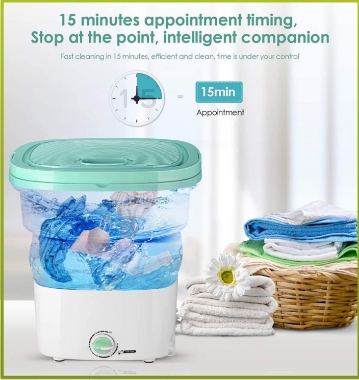 15 minutes appointment timing,
Stop at the point, intelligent companion
Fast cleaning in 15 minutes, efficient and clean, time is under your control
15
=
15min
Appointment